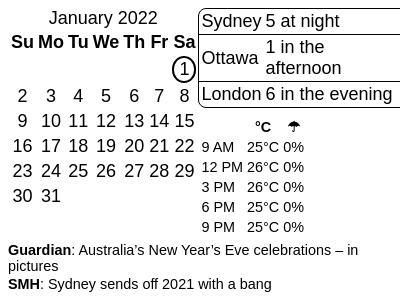 January 2022
Su Mo Tu We Th Fr Sa
1
2 3 4 5 6 7 8
9 10 11 12 13 14 15
16 17 18 19 20 21 22
23 24 25 26 27 28 29
30 31
Sydney 5 at night
Ottawa 1 in the
afternoon
London 6 in the evening
°C ☂
9 AM 25°C 0%
12 PM 26°C 0%
3 PM 26°C 0%
6 PM 25°C 0%
9 PM 25°C 0%
Guardian: Australia’s New Year’s Eve celebrations – in
pictures
SMH: Sydney sends off 2021 with a bang